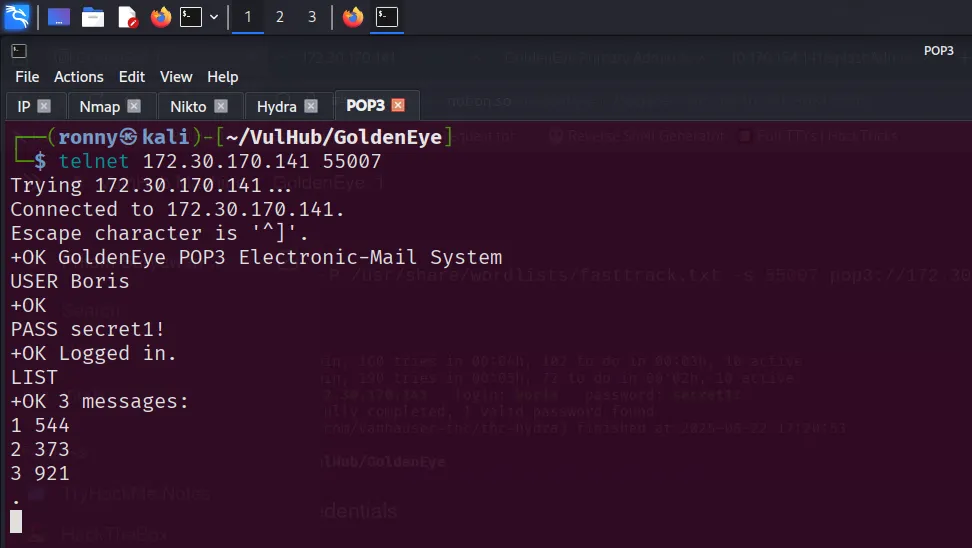 1 2 3
POP3
File Actions Edit View Help
IP Nmap Nikto Hydra POP3
┌──(ronny㉿kali)-[~/VulHub/GoldenEye]
└─$ telnet 172.30.170.141 55007
Trying 172.30.170.141...
Connected to 172.30.170.141.
Escape character is '^]'.
+OK GoldenEye POP3 Electronic-Mail System
USER Boris
+OK
PASS secret1!
+OK Logged in.
LIST
+OK 3 messages:
1 544
2 373
3 921
.